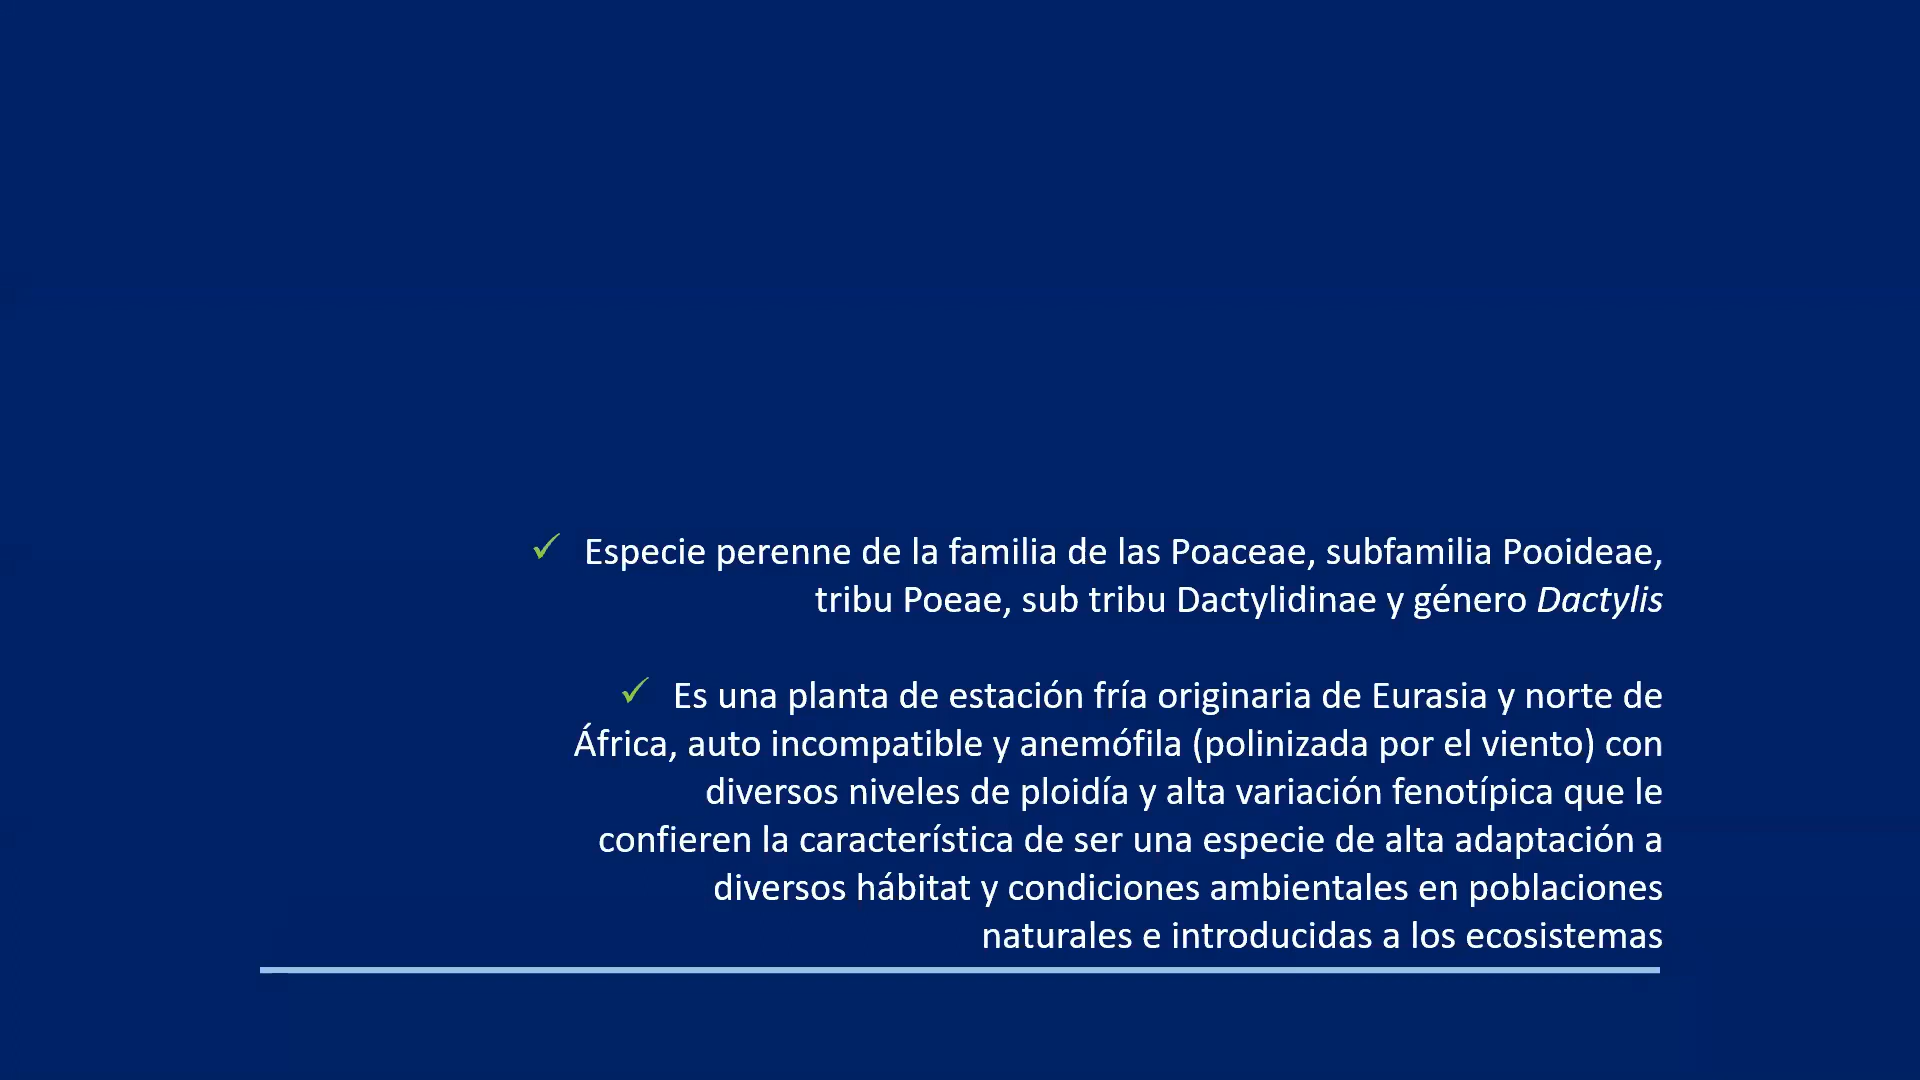 ✓ Especie perenne de la familia de las Poaceae, subfamilia Pooideae,
tribu Poeae, sub tribu Dactylidinae y género Dactylis
✓ Es una planta de estación fría originaria de Eurasia y norte de
África, auto incompatible y anemófila (polinizada por el viento) con
diversos niveles de ploidía y alta variación fenotípica que le
confieren la característica de ser una especie de alta adaptación a
diversos hábitat y condiciones ambientales en poblaciones
naturales e introducidas a los ecosistemas